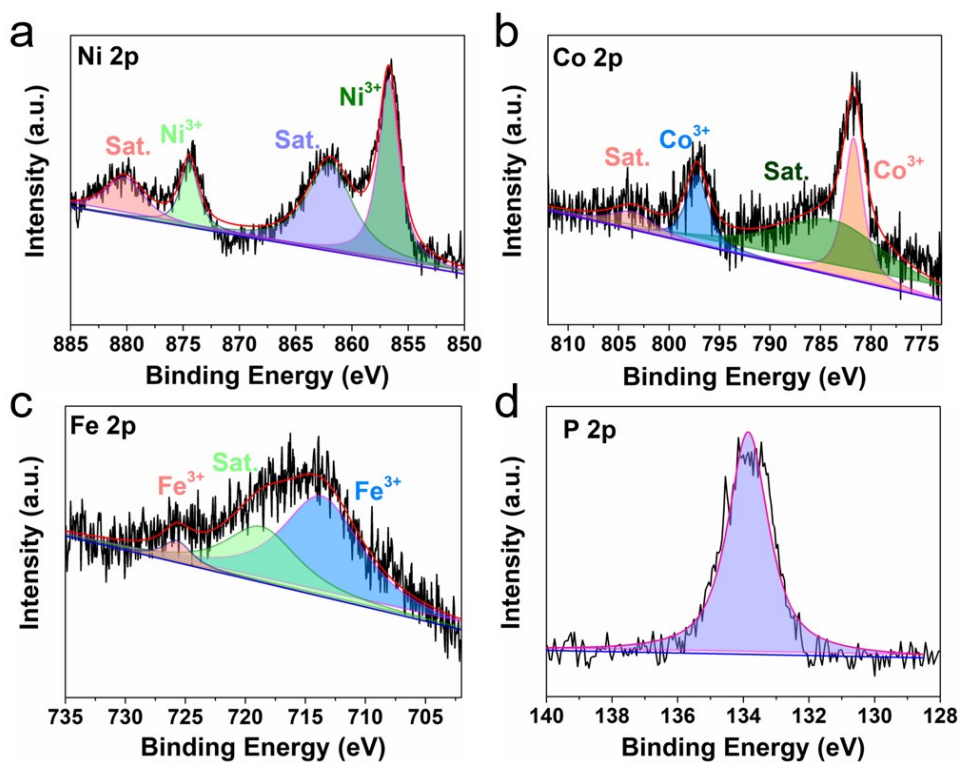 a
Ni 2p
Ni³⁺
Sat.
Ni³⁺
Sat.
Intensity (a.u.)
885 880 875 870 865 860 855 850
Binding Energy (eV)
b
Co 2p
Sat.
Co³⁺
Sat.
Co³⁺
Intensity (a.u.)
810 805 800 795 790 785 780 775
Binding Energy (eV)
c
Fe 2p
Fe³⁺
Sat.
Fe³⁺
Intensity (a.u.)
735 730 725 720 715 710 705
Binding Energy (eV)
d
P 2p
Intensity (a.u.)
140 138 136 134 132 130 128
Binding Energy (eV)